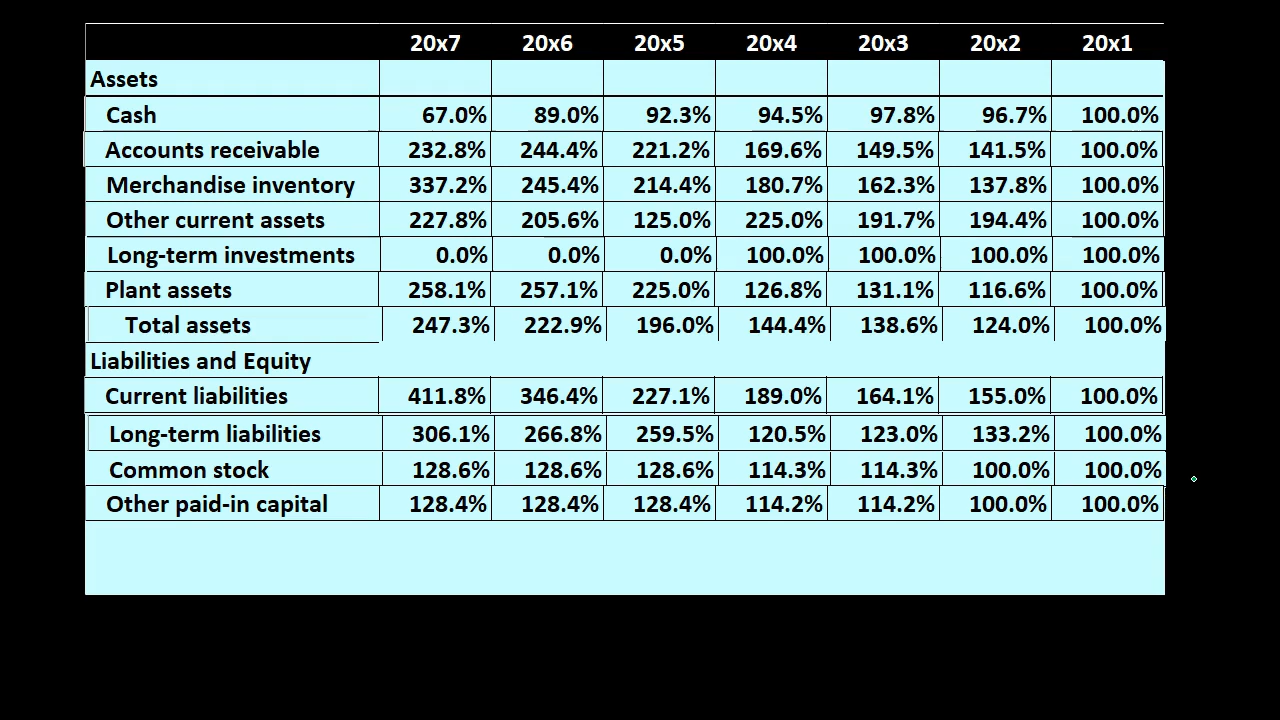 20x7 20x6 20x5 20x4 20x3 20x2 20x1
Assets
Cash 67.0% 89.0% 92.3% 94.5% 97.8% 96.7% 100.0%
Accounts receivable 232.8% 244.4% 221.2% 169.6% 149.5% 141.5% 100.0%
Merchandise inventory 337.2% 245.4% 214.4% 180.7% 162.3% 137.8% 100.0%
Other current assets 227.8% 205.6% 125.0% 225.0% 191.7% 194.4% 100.0%
Long-term investments 0.0% 0.0% 0.0% 100.0% 100.0% 100.0% 100.0%
Plant assets 258.1% 257.1% 225.0% 126.8% 131.1% 116.6% 100.0%
Total assets 247.3% 222.9% 196.0% 144.4% 138.6% 124.0% 100.0%
Liabilities and Equity
Current liabilities 411.8% 346.4% 227.1% 189.0% 164.1% 155.0% 100.0%
Long-term liabilities 306.1% 266.8% 259.5% 120.5% 123.0% 133.2% 100.0%
Common stock 128.6% 128.6% 128.6% 114.3% 114.3% 100.0% 100.0%
Other paid-in capital 128.4% 128.4% 128.4% 114.2% 114.2% 100.0% 100.0%